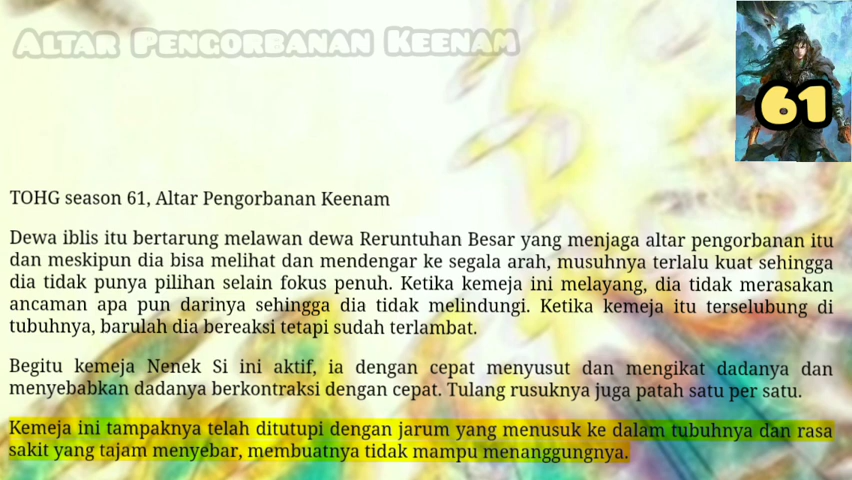 Altar Pengorbanan Keenam
61
TOHG season 61, Altar Pengorbanan Keenam
Dewa iblis itu bertarung melawan dewa Reruntuhan Besar yang menjaga altar pengorbanan itu
dan meskipun dia bisa melihat dan mendengar ke segala arah, musuhnya terlalu kuat sehingga
dia tidak punya pilihan selain fokus penuh. Ketika kemeja ini melayang, dia tidak merasakan
ancaman apa pun darinya sehingga dia tidak melindungi. Ketika kemeja itu terselubung di
tubuhnya, barulah dia bereaksi tetapi sudah terlambat.
Begitu kemeja Nenek Si ini aktif, ia dengan cepat menyusut dan mengikat dadanya dan
menyebabkan dadanya berkontraksi dengan cepat. Tulang rusuknya juga patah satu per satu.
Kemeja ini tampaknya telah ditutupi dengan jarum yang menusuk ke dalam tubuhnya dan rasa
sakit yang tajam menyebar, membuatnya tidak mampu menanggungnya.